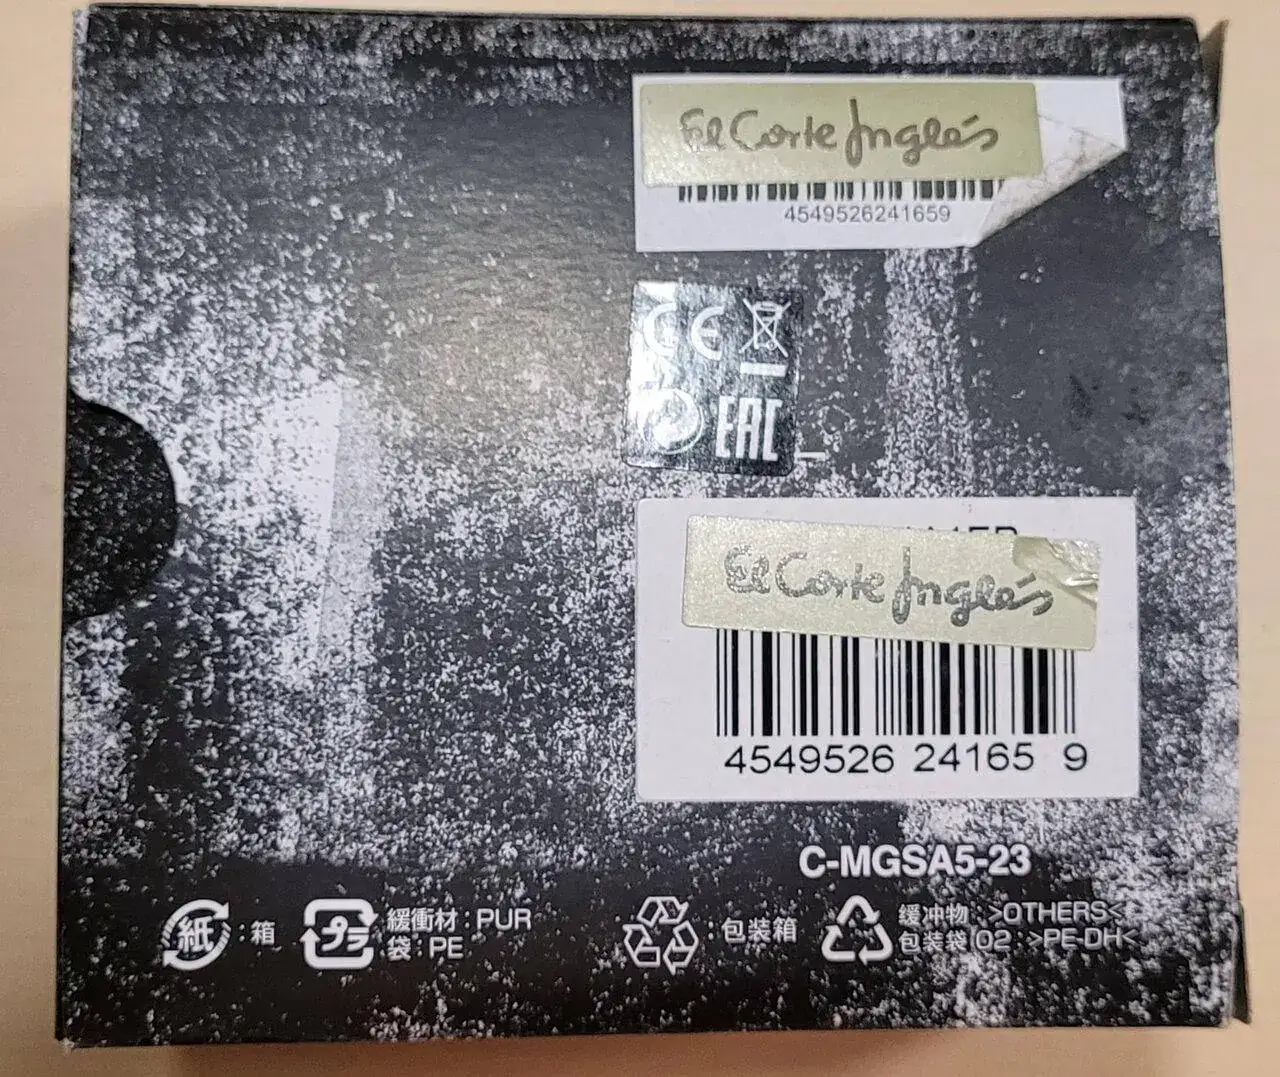 El Corte Inglés
4549526241659
CE
EAC
El Corte Inglés
4549526 24165 9
C-MGSA5-23
紙 : 箱
プラ 緩衝材 : PUR
袋 : PE
: 包装箱
缓冲物 : >OTHERS<
包装袋 02 : >PE-DH<